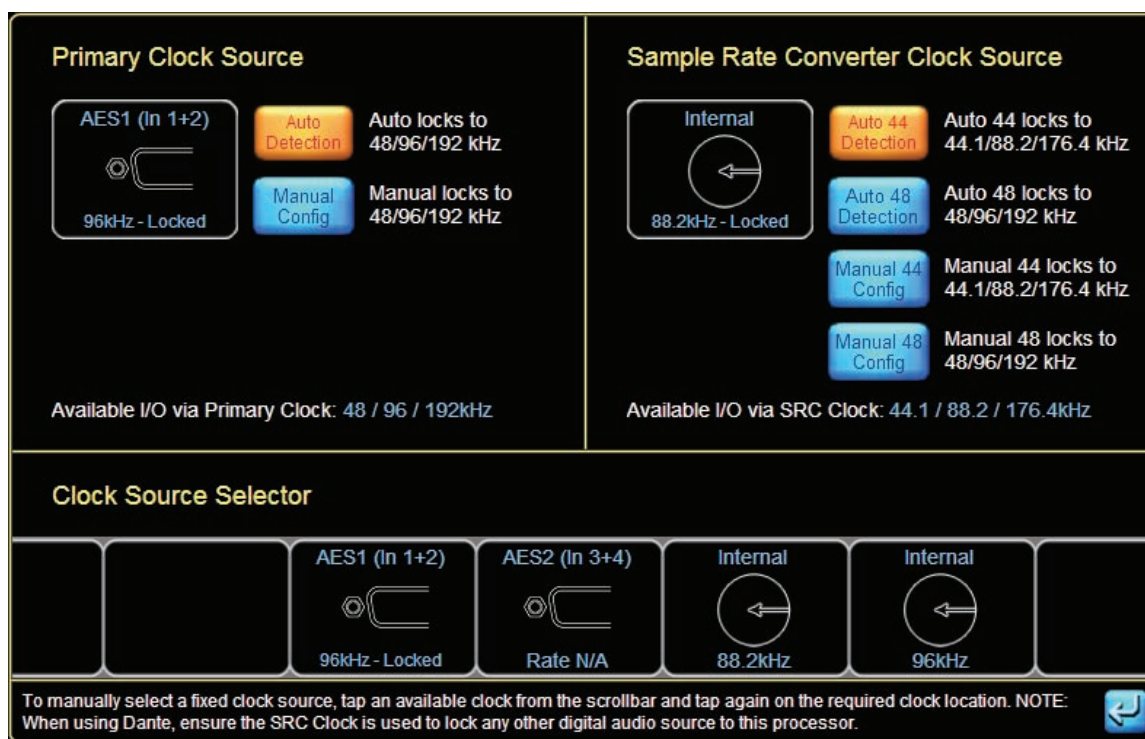 Primary Clock Source
AES1 (In 1+2)
96kHz - Locked
Auto
Detection
Auto locks to
48/96/192 kHz
Manual
Config
Manual locks to
48/96/192 kHz
Available I/O via Primary Clock: 48 / 96 / 192kHz
Sample Rate Converter Clock Source
Internal
88.2kHz - Locked
Auto 44
Detection
Auto 44 locks to
44.1/88.2/176.4 kHz
Auto 48
Detection
Auto 48 locks to
48/96/192 kHz
Manual 44
Config
Manual 44 locks to
44.1/88.2/176.4 kHz
Manual 48
Config
Manual 48 locks to
48/96/192 kHz
Available I/O via SRC Clock: 44.1 / 88.2 / 176.4kHz
Clock Source Selector
AES1 (In 1+2)
96kHz - Locked
AES2 (In 3+4)
Rate N/A
Internal
88.2kHz
Internal
96kHz
To manually select a fixed clock source, tap an available clock from the scrollbar and tap again on the required clock location. NOTE:
When using Dante, ensure the SRC Clock is used to lock any other digital audio source to this processor.